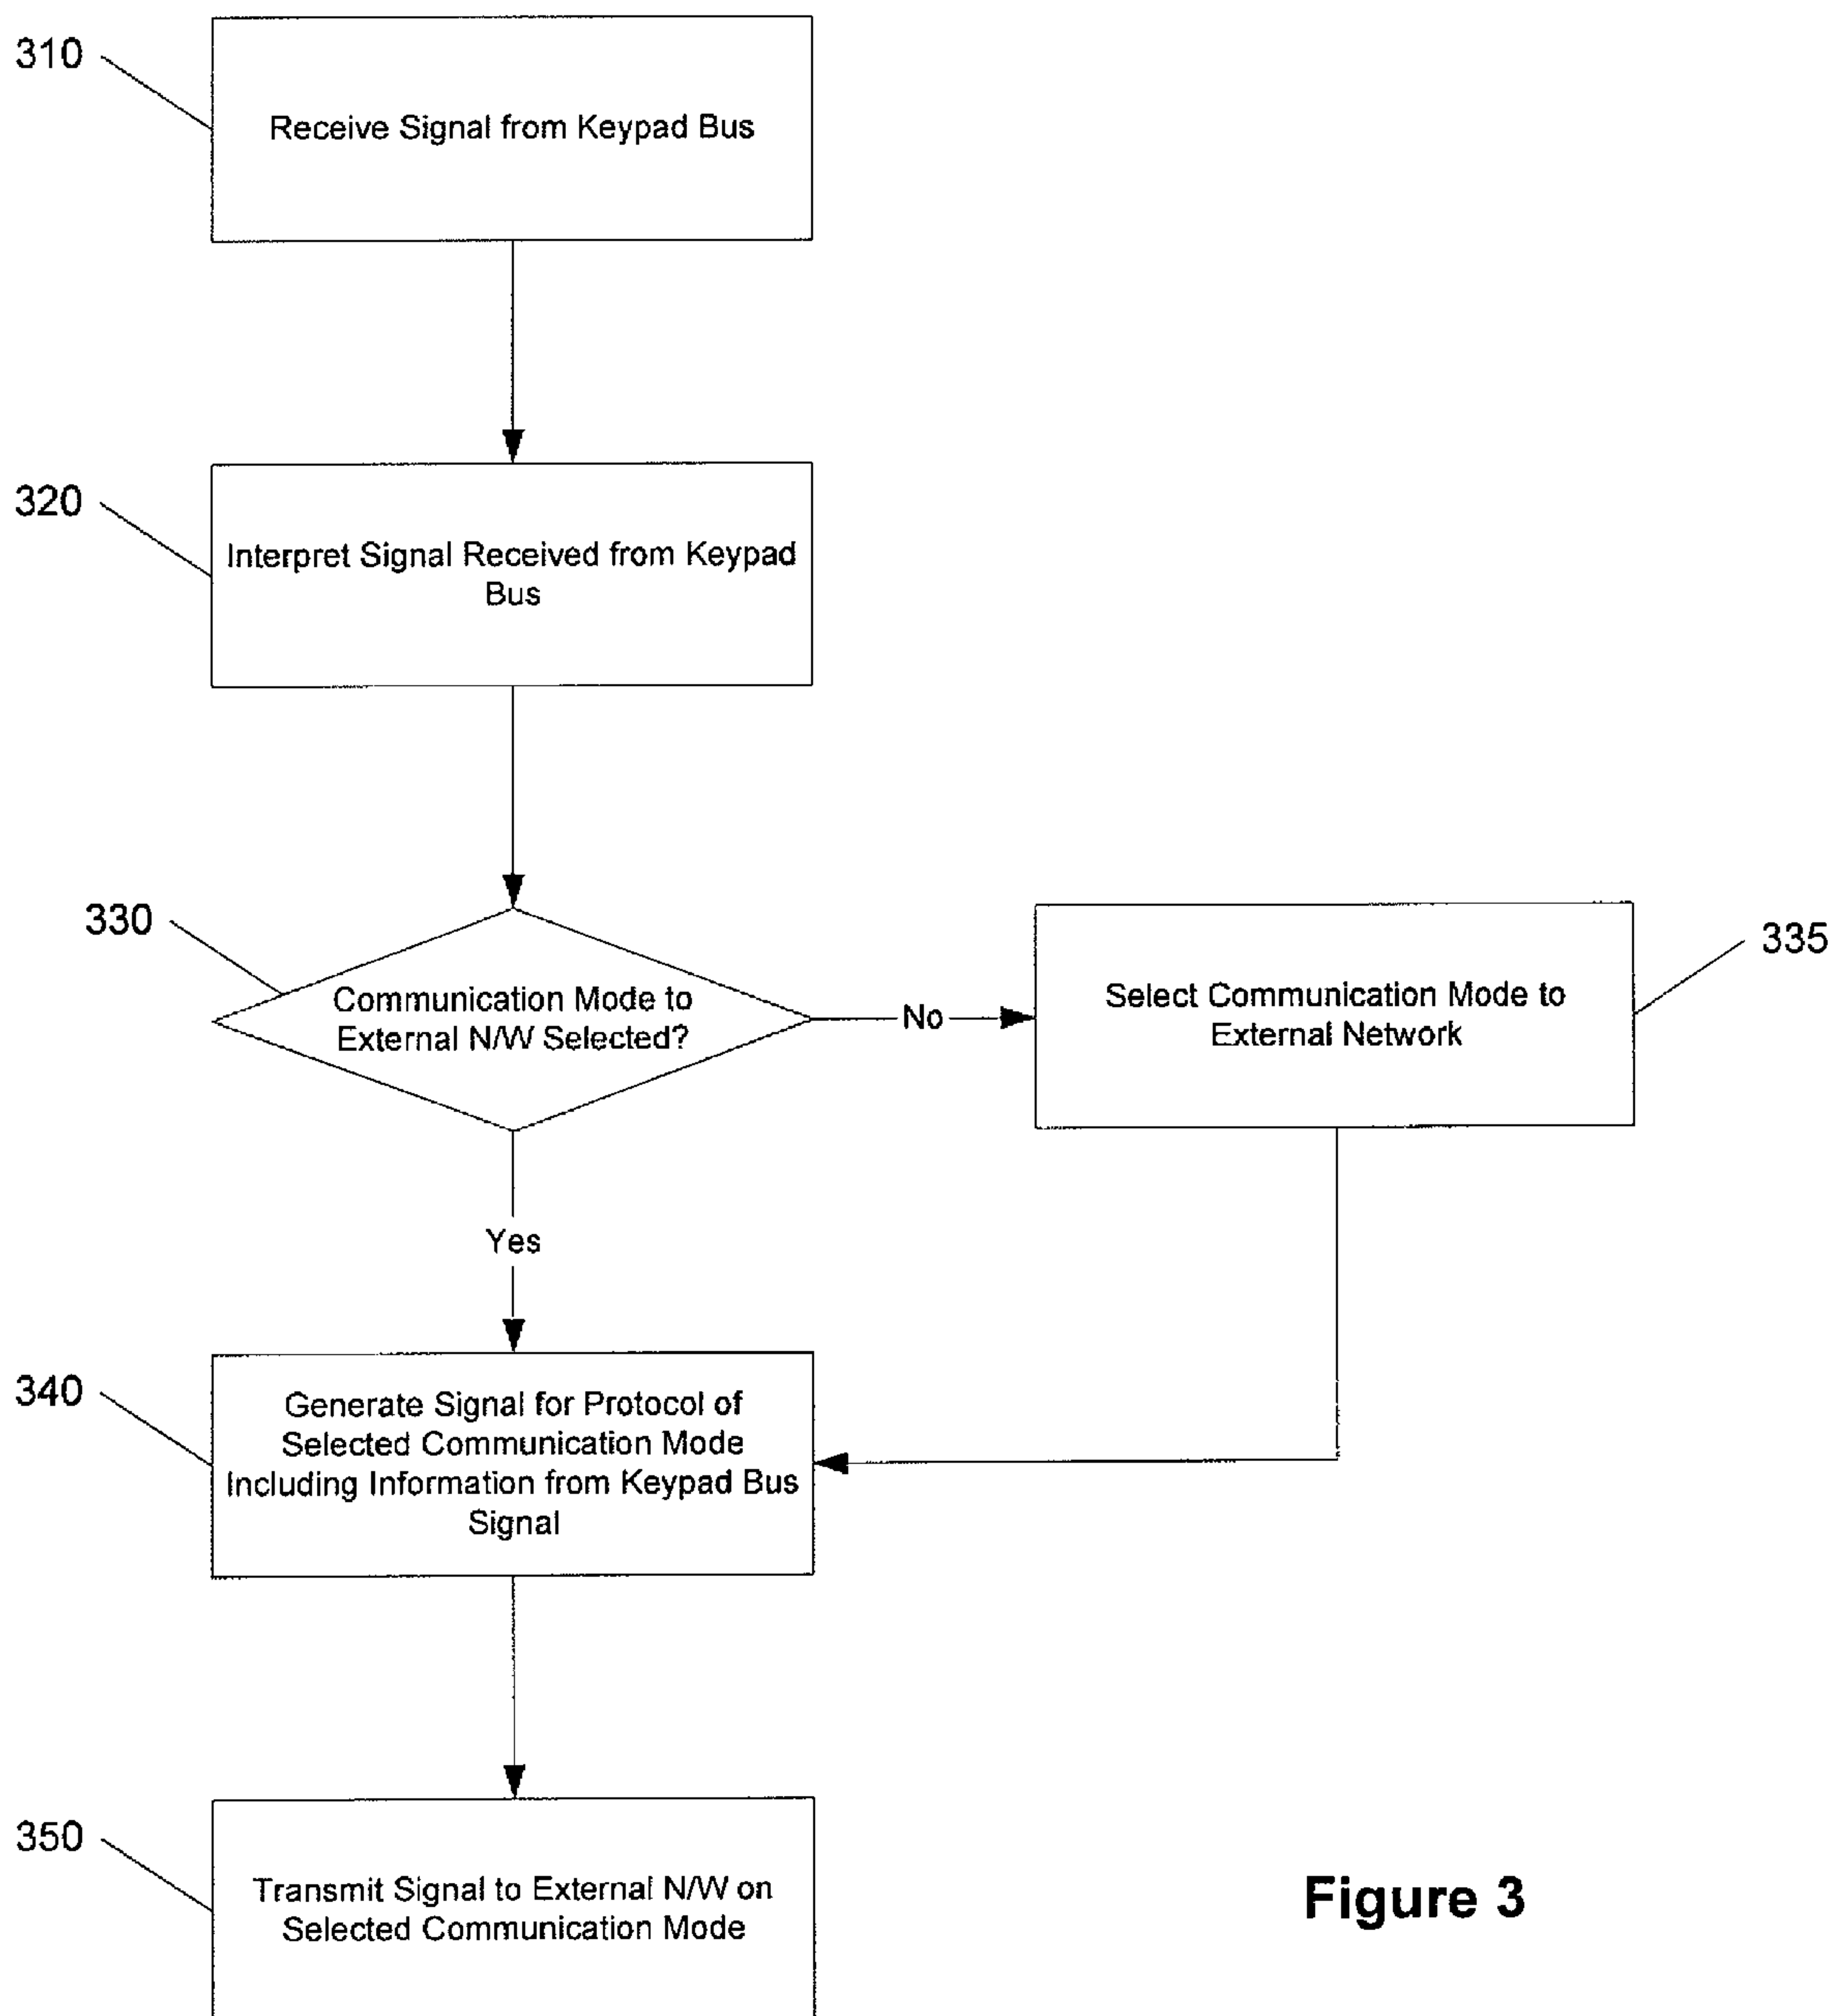 310
Receive Signal from Keypad Bus
320
Interpret Signal Received from Keypad
Bus
330
Communication Mode to
External N/W Selected?
No
Select Communication Mode to
External Network
335
Yes
340
Generate Signal for Protocol of
Selected Communication Mode
Including Information from Keypad Bus
Signal
350
Transmit Signal to External N/W on
Selected Communication Mode
Figure 3